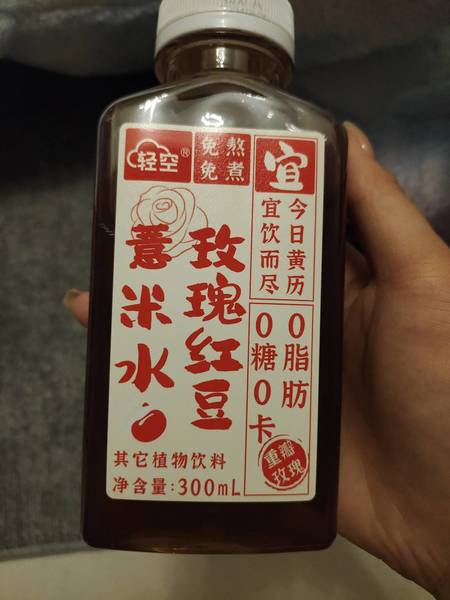 轻空®
免熬
免煮
宜
今日黄历
宜饮而尽
玫瑰红豆
薏米水
0脂肪
0糖0卡
重瓣
玫瑰
其它植物饮料
净含量:300mL